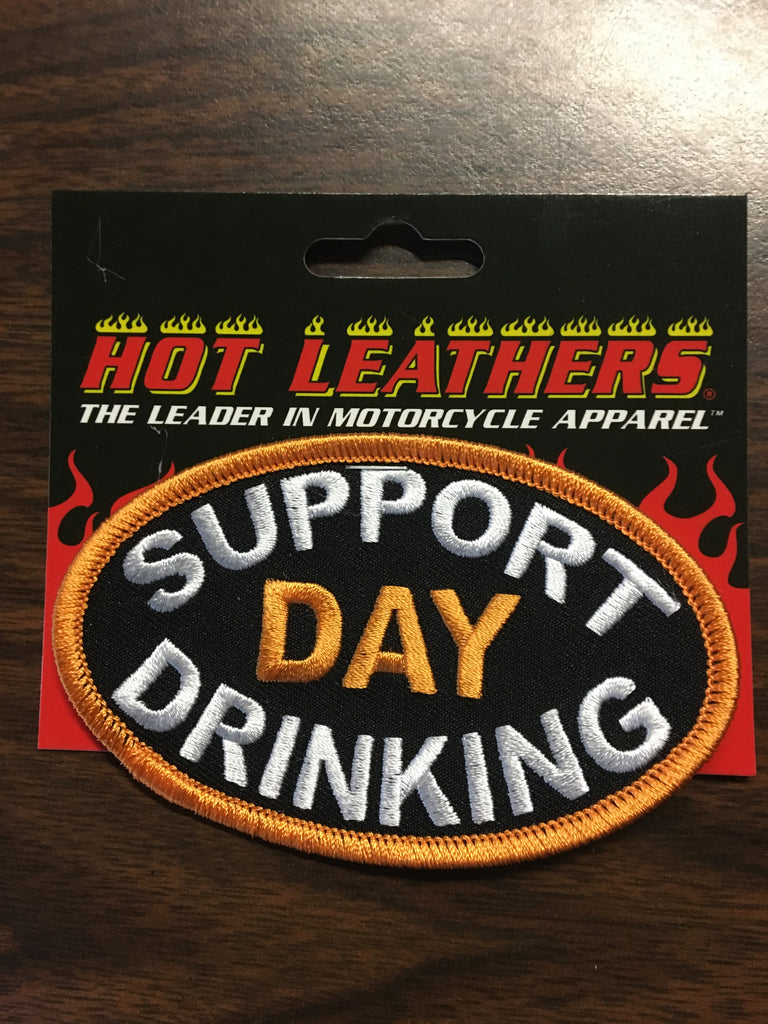 HOT LEATHERS®
THE LEADER IN MOTORCYCLE APPAREL™
SUPPORT
DAY
DRINKING